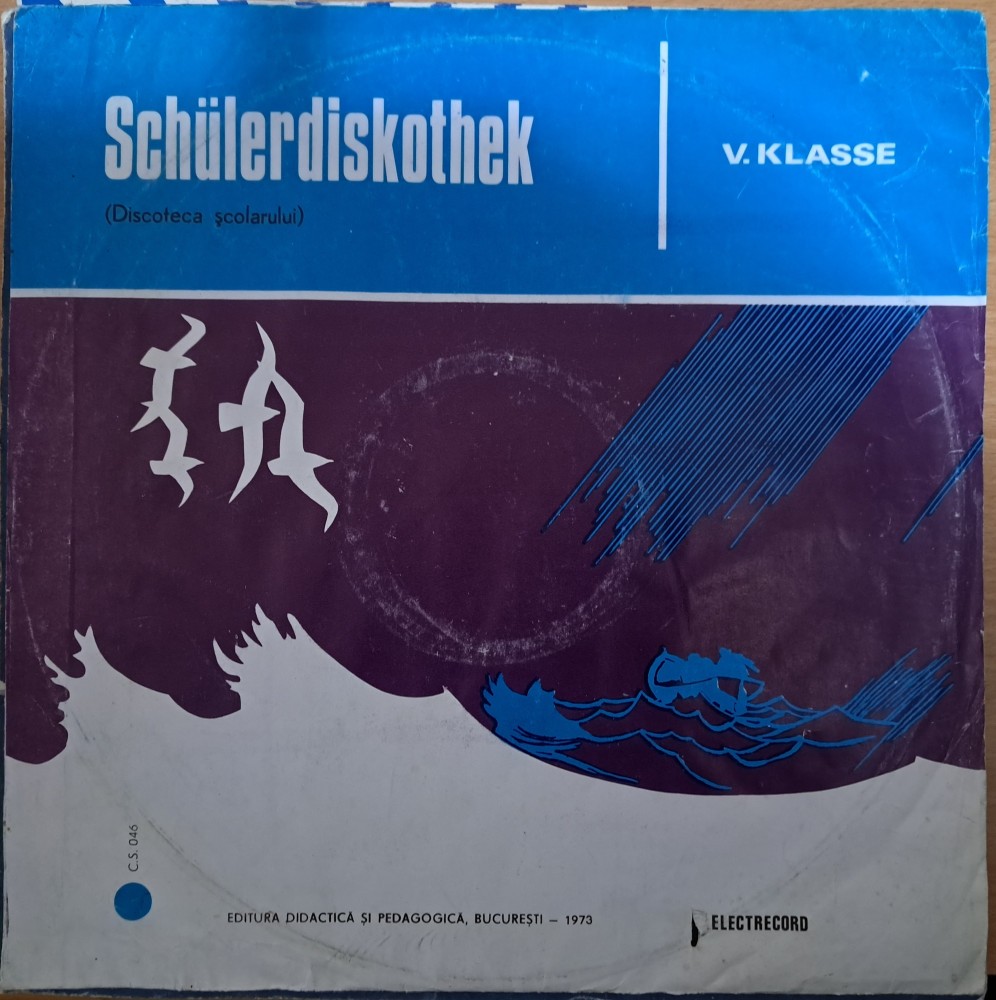 Schülerdiskothek
(Discoteca şcolarului)
V. KLASSE
C.S. 046
EDITURA DIDACTICĂ ŞI PEDAGOGICĂ, BUCUREŞTI — 1973
ELECTRECORD